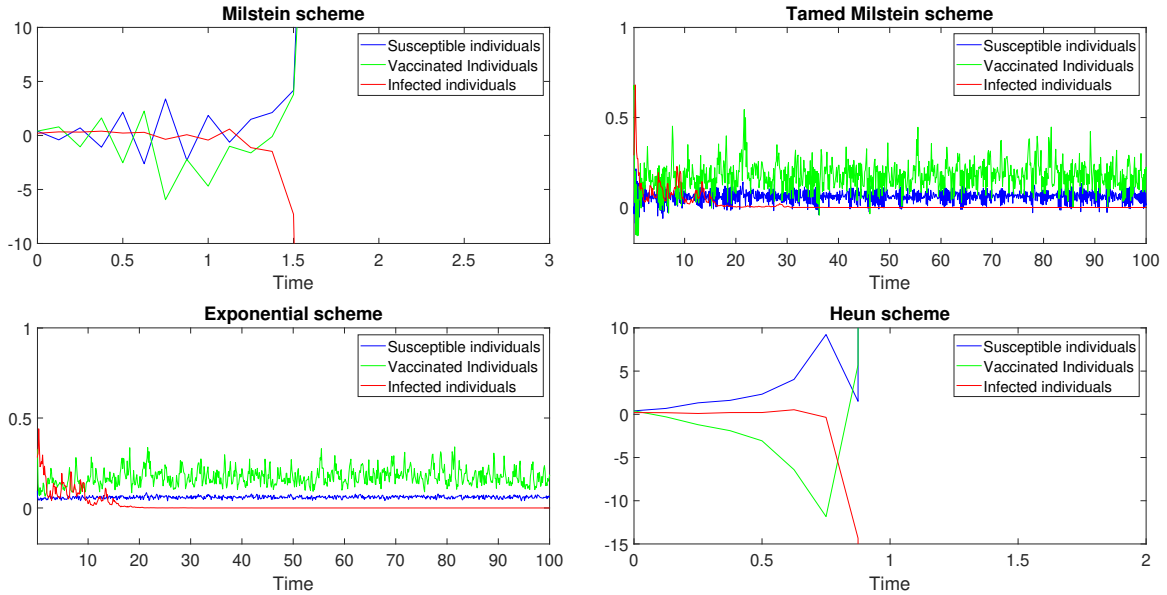 Milstein scheme
10
5
0
-5
-10
0
0.5
1
1.5
2
2.5
3
Time
Susceptible individuals
Vaccinated Individuals
Infected individuals
Tamed Milstein scheme
1
0.5
0
10
20
30
40
50
60
70
80
90
100
Time
Susceptible individuals
Vaccinated Individuals
Infected individuals
Exponential scheme
1
0.5
0
10
20
30
40
50
60
70
80
90
100
Time
Susceptible individuals
Vaccinated Individuals
Infected individuals
Heun scheme
10
5
0
-5
-10
-15
0
0.5
1
1.5
2
Time
Susceptible individuals
Vaccinated Individuals
Infected individuals